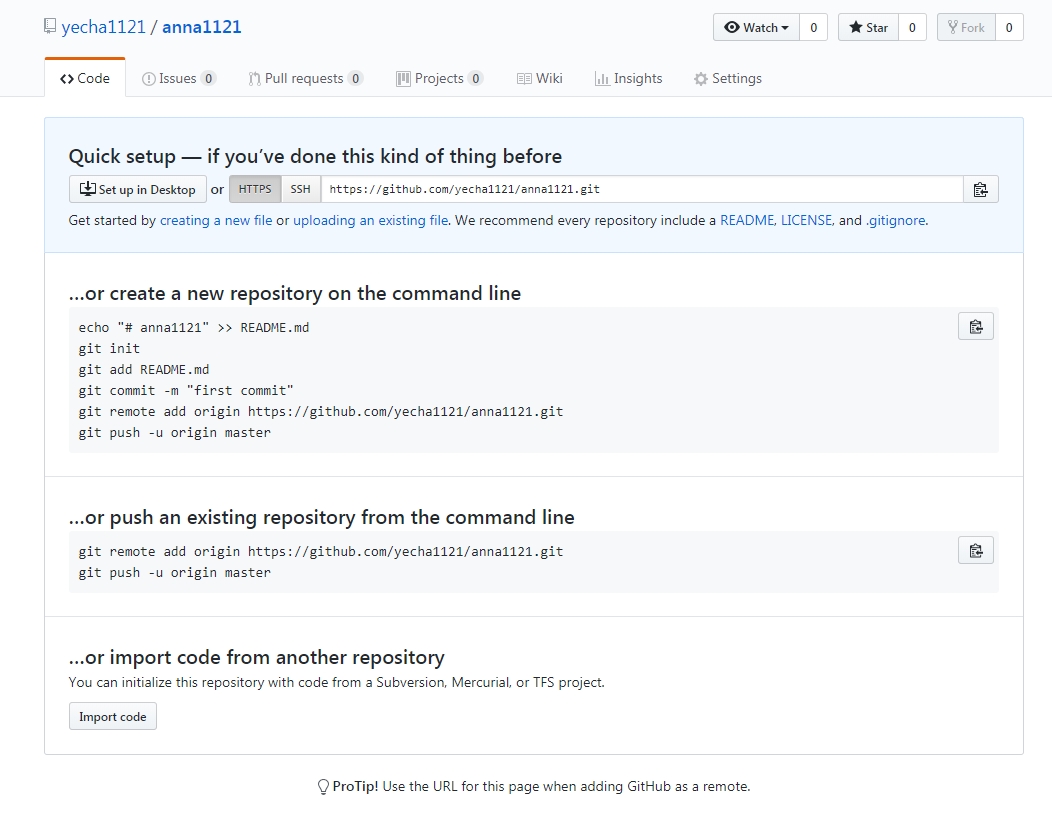 yecha1121 / anna1121
Watch 0 Star 0 Fork 0
Code Issues 0 Pull requests 0 Projects 0 Wiki Insights Settings
Quick setup — if you’ve done this kind of thing before
Set up in Desktop or HTTPS SSH https://github.com/yecha1121/anna1121.git
Get started by creating a new file or uploading an existing file. We recommend every repository include a README, LICENSE, and .gitignore.
…or create a new repository on the command line
echo "# anna1121" >> README.md
git init
git add README.md
git commit -m "first commit"
git remote add origin https://github.com/yecha1121/anna1121.git
git push -u origin master
…or push an existing repository from the command line
git remote add origin https://github.com/yecha1121/anna1121.git
git push -u origin master
…or import code from another repository
You can initialize this repository with code from a Subversion, Mercurial, or TFS project.
Import code
ProTip! Use the URL for this page when adding GitHub as a remote.